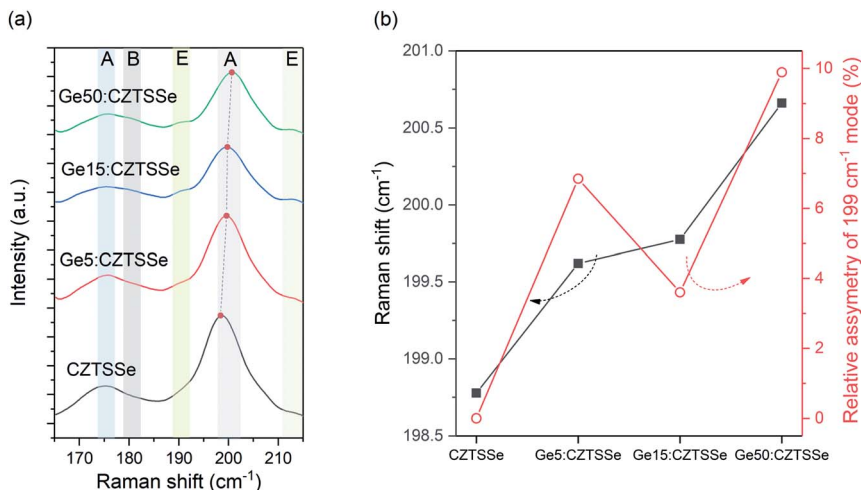 (a)
A B E A E
Ge50:CZTSSe
Ge15:CZTSSe
Ge5:CZTSSe
CZTSSe
Intensity (a.u.)
170 180 190 200 210
Raman shift (cm⁻¹)
(b)
201.0
200.5
200.0
199.5
199.0
198.5
Raman shift (cm⁻¹)
CZTSSe Ge5:CZTSSe Ge15:CZTSSe Ge50:CZTSSe
10
8
6
4
2
0
Relative assymetry of 199 cm⁻¹ mode (%)